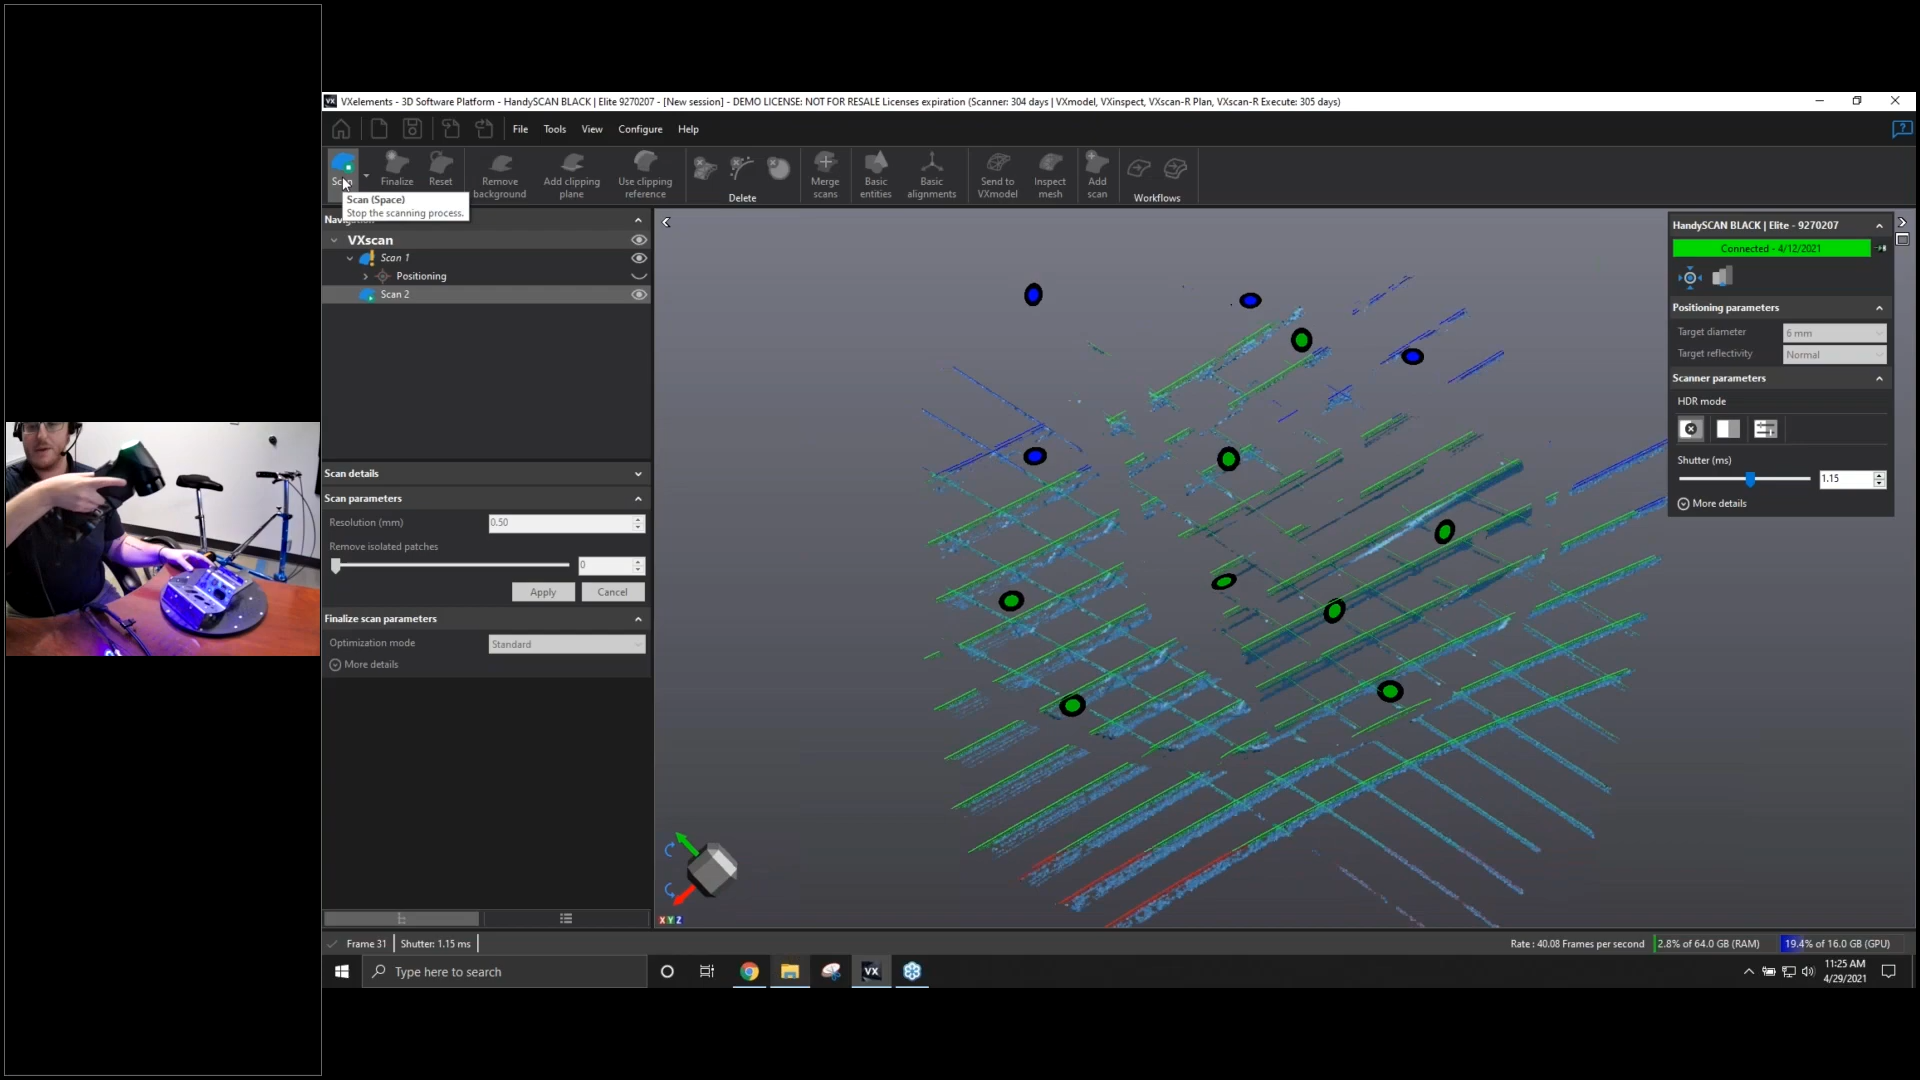 VX VXelements - 3D Software Platform - HandySCAN BLACK | Elite 9270207 - [New session] - DEMO LICENSE: NOT FOR RESALE Licenses expiration (Scanner: 304 days | VXmodel, VXinspect, VXscan-R Plan, VXscan-R Execute: 305 days)
File Tools View Configure Help
Scan Finalize Reset Remove background Add clipping plane Use clipping reference Delete Merge scans Basic entities Basic alignments Send to VXmodel Inspect mesh Add scan Workflows
Scan (Space)
Stop the scanning process.
VXscan
Scan 1
Positioning
Scan 2
Scan details
Scan parameters
Resolution (mm) 0.50
Remove isolated patches
0
Apply Cancel
Finalize scan parameters
Optimization mode Standard
More details
HandySCAN BLACK | Elite - 9270207
Connected - 4/12/2021
Positioning parameters
Target diameter 6 mm
Target reflectivity Normal
Scanner parameters
HDR mode
Shutter (ms)
1.15
More details
X Y Z
Frame 31 Shutter: 1.15 ms Rate : 40.08 Frames per second 2.8% of 64.0 GB (RAM) 19.4% of 16.0 GB (GPU)
Type here to search VX 11:25 AM
4/29/2021